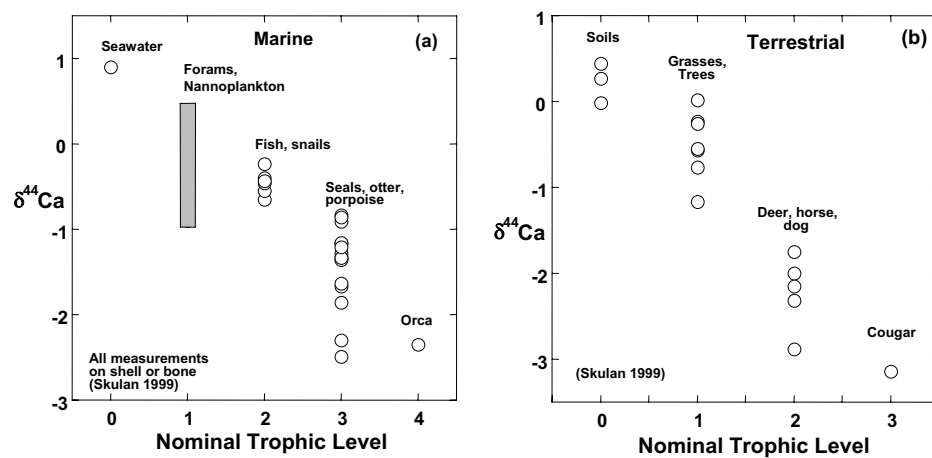 Marine
(a)
Seawater
Forams,
Nannoplankton
Fish, snails
Seals, otter,
porpoise
Orca
All measurements
on shell or bone
(Skulan 1999)
δ44Ca
1
0
-1
-2
-3
0 1 2 3 4
Nominal Trophic Level
Terrestrial
(b)
Soils
Grasses,
Trees
Deer, horse,
dog
Cougar
(Skulan 1999)
δ44Ca
1
0
-1
-2
-3
0 1 2 3
Nominal Trophic Level